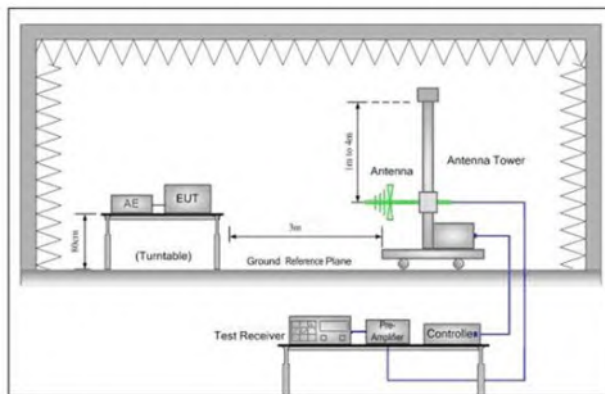 1m to 4m
Antenna
Antenna Tower
AE
EUT
80cm
(Turntable)
3m
Ground Reference Plane
Test Receiver
Pre-
Amplifier
Controller